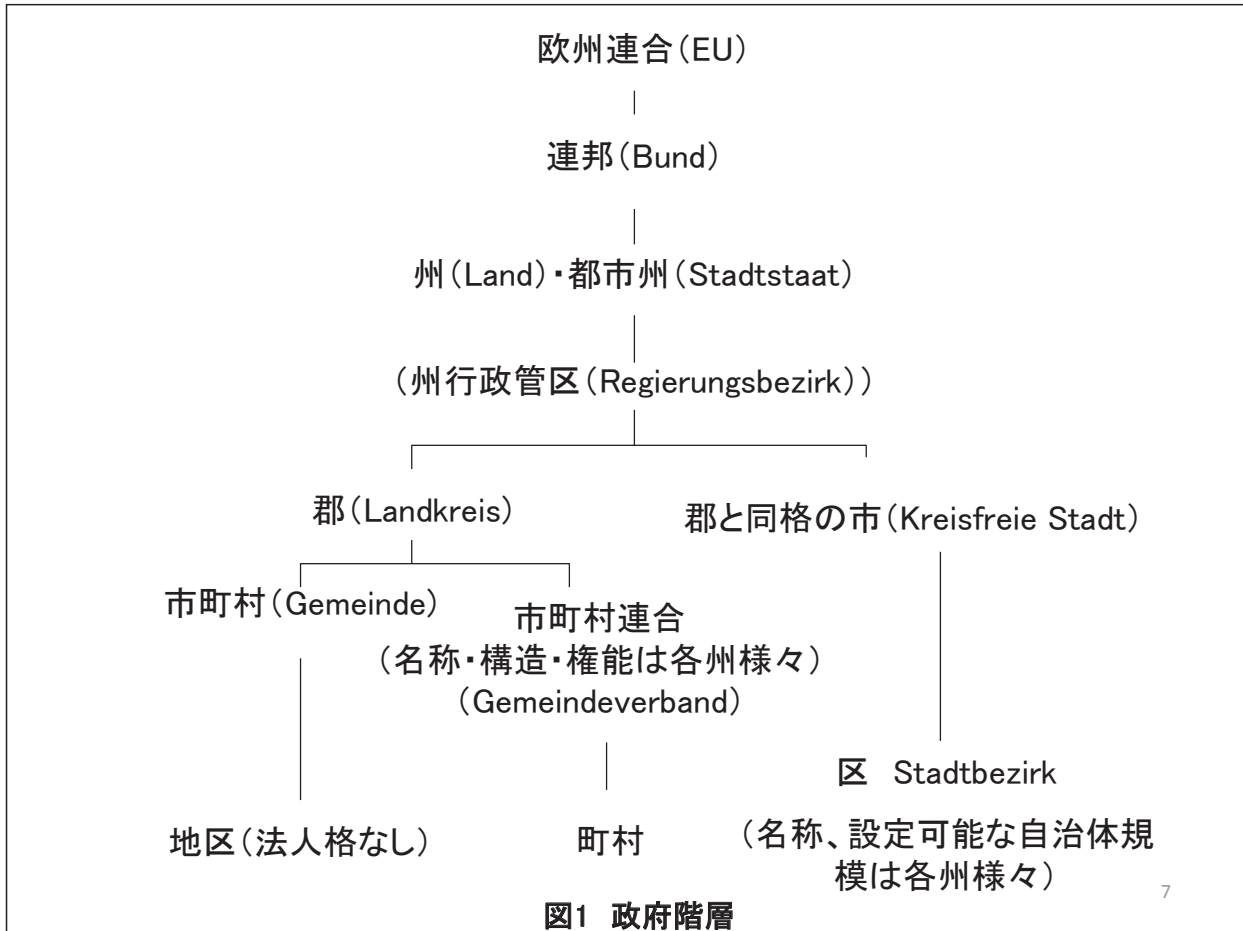 欧州連合(EU)
連邦(Bund)
州(Land)・都市州(Stadtstaat)
(州行政管区(Regierungsbezirk))
郡(Landkreis)
郡と同格の市(Kreisfreie Stadt)
市町村(Gemeinde)
市町村連合
(名称・構造・権能は各州様々)
(Gemeindeverband)
区 Stadtbezirk
地区(法人格なし)
町村
(名称、設定可能な自治体規
模は各州様々)
図1 政府階層
7